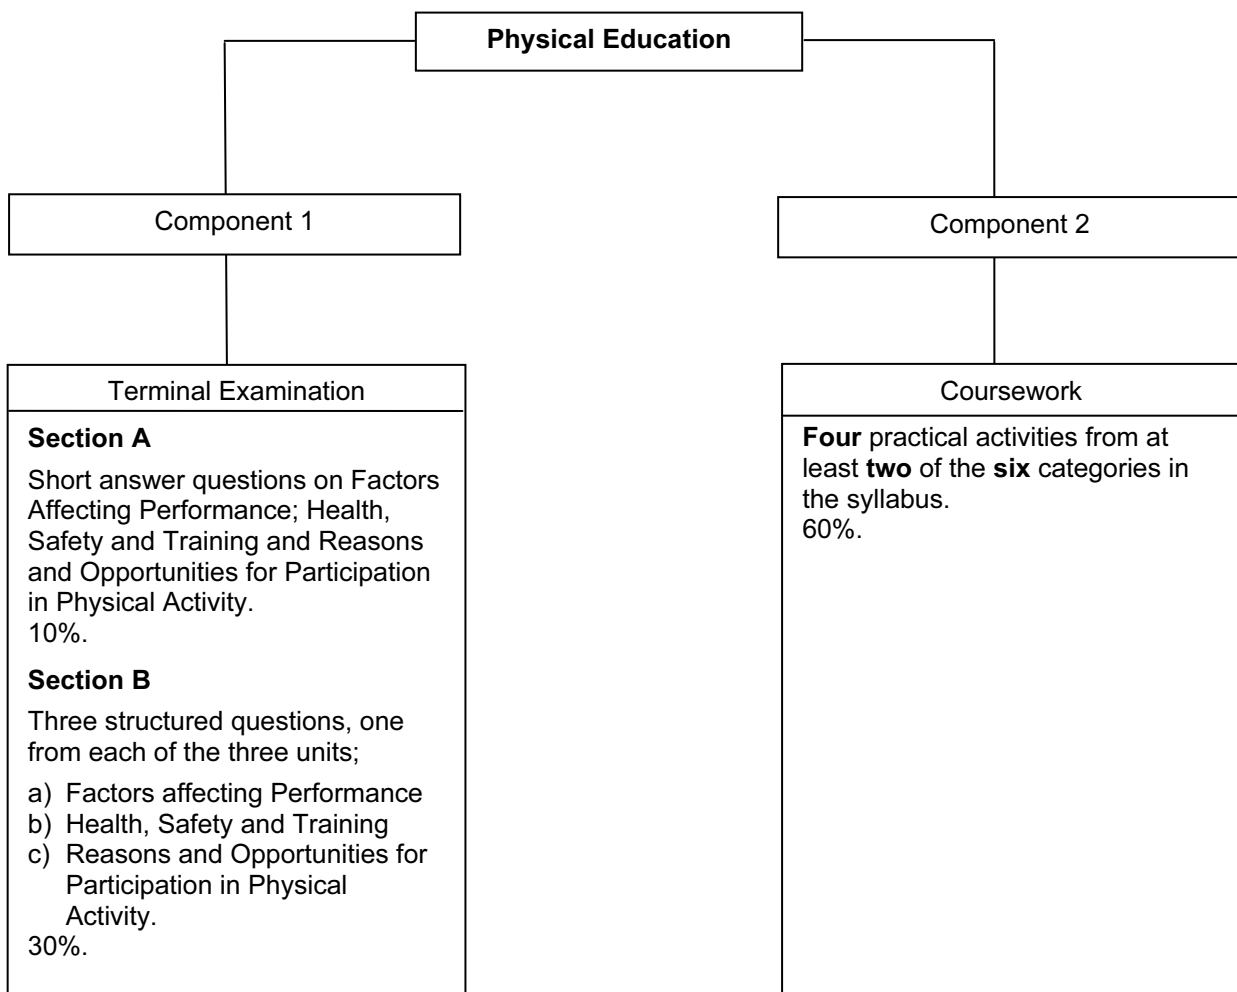 Physical Education
Component 1
Component 2
Terminal Examination
Section A
Short answer questions on Factors
Affecting Performance; Health,
Safety and Training and Reasons
and Opportunities for Participation
in Physical Activity.
10%.
Section B
Three structured questions, one
from each of the three units;
a) Factors affecting Performance
b) Health, Safety and Training
c) Reasons and Opportunities for
Participation in Physical
Activity.
30%.
Coursework
Four practical activities from at
least two of the six categories in
the syllabus.
60%.